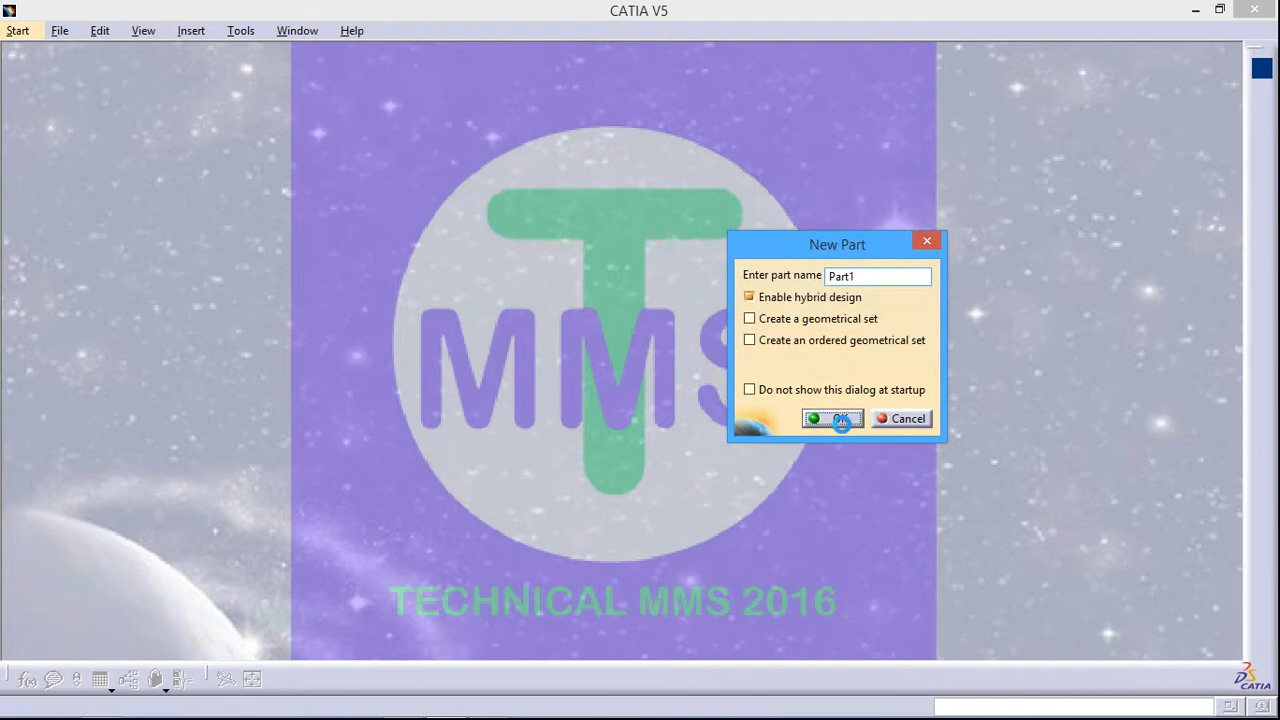 CATIA V5
Start File Edit View Insert Tools Window Help
T
MMS
TECHNICAL MMS 2016
New Part
Enter part name Part1
Enable hybrid design
Create a geometrical set
Create an ordered geometrical set
Do not show this dialog at startup
Cancel
f(x)
CATIA